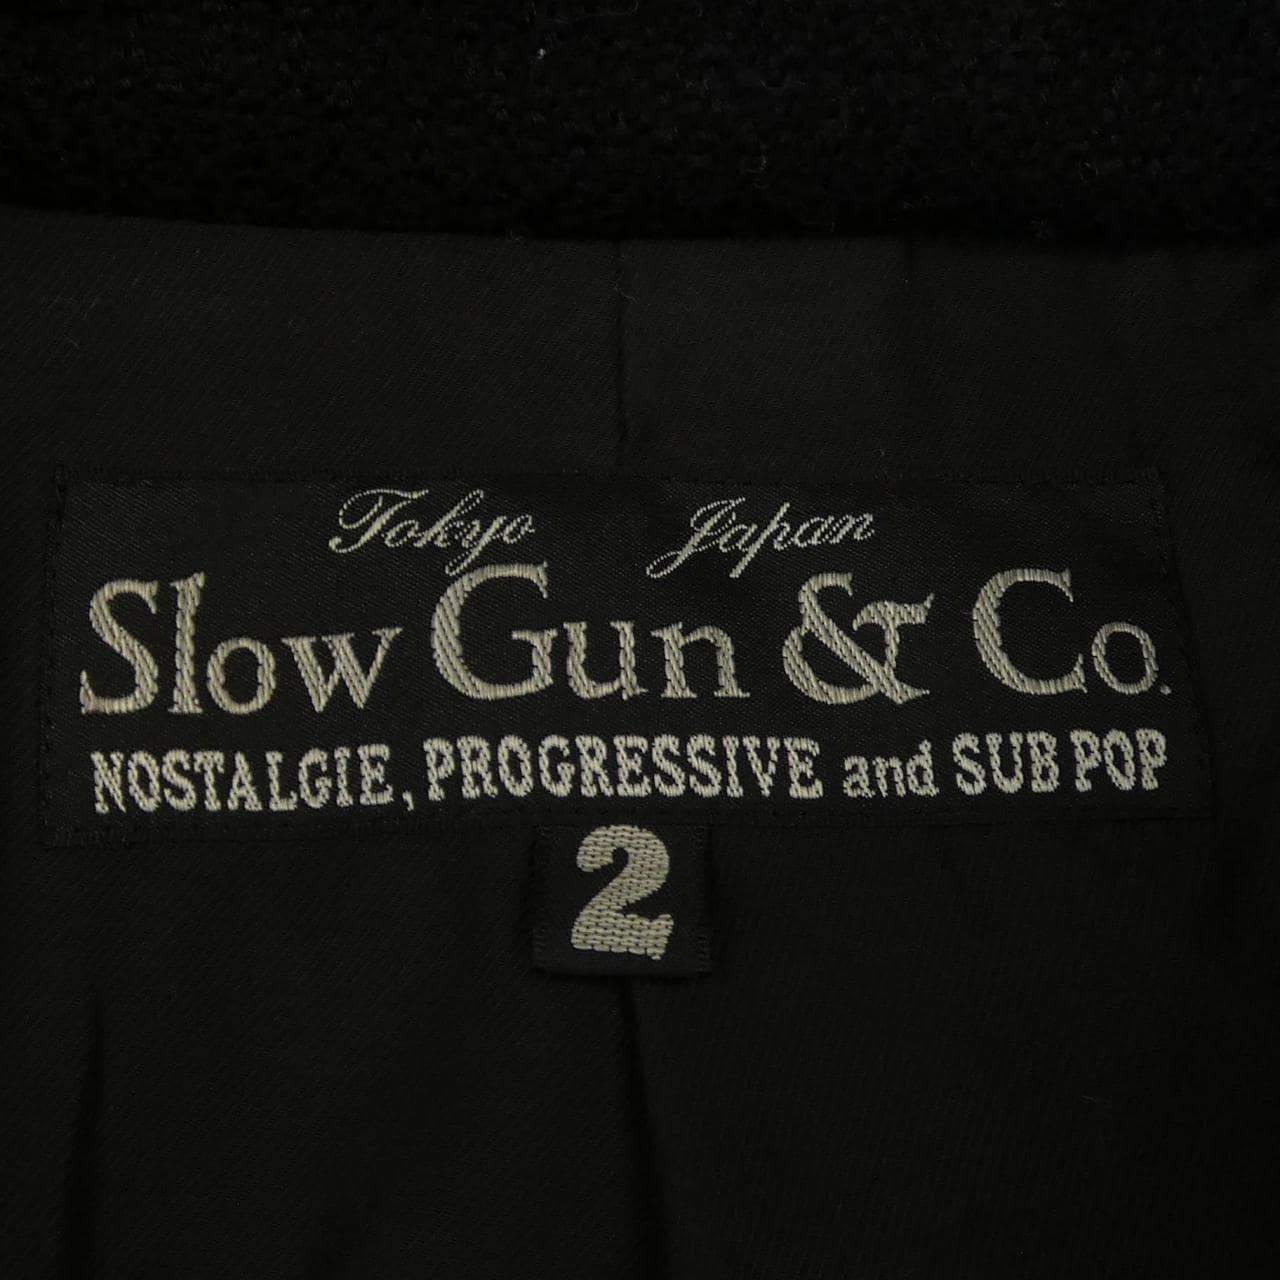 Tokyo Japan
Slow Gun & Co.
NOSTALGIE, PROGRESSIVE and SUB POP
2